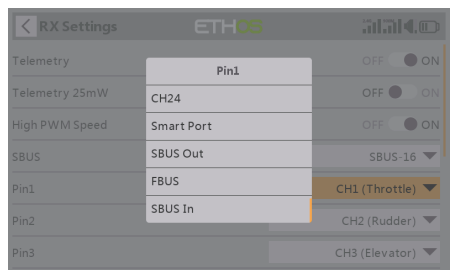 RX Settings
ETHOS
Telemetry
OFF ON
Telemetry 25mW
OFF ON
High PWM Speed
OFF ON
SBUS
SBUS-16
Pin1
CH1 (Throttle)
Pin2
CH2 (Rudder)
Pin3
CH3 (Elevator)
Pin1
CH24
Smart Port
SBUS Out
FBUS
SBUS In